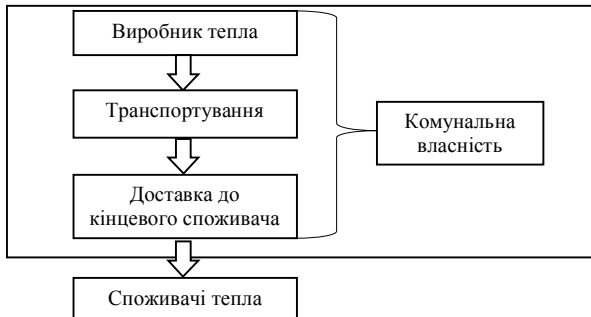 Виробник тепла
Транспортування
Комунальна
власність
Доставка до
кінцевого споживача
Споживачі тепла